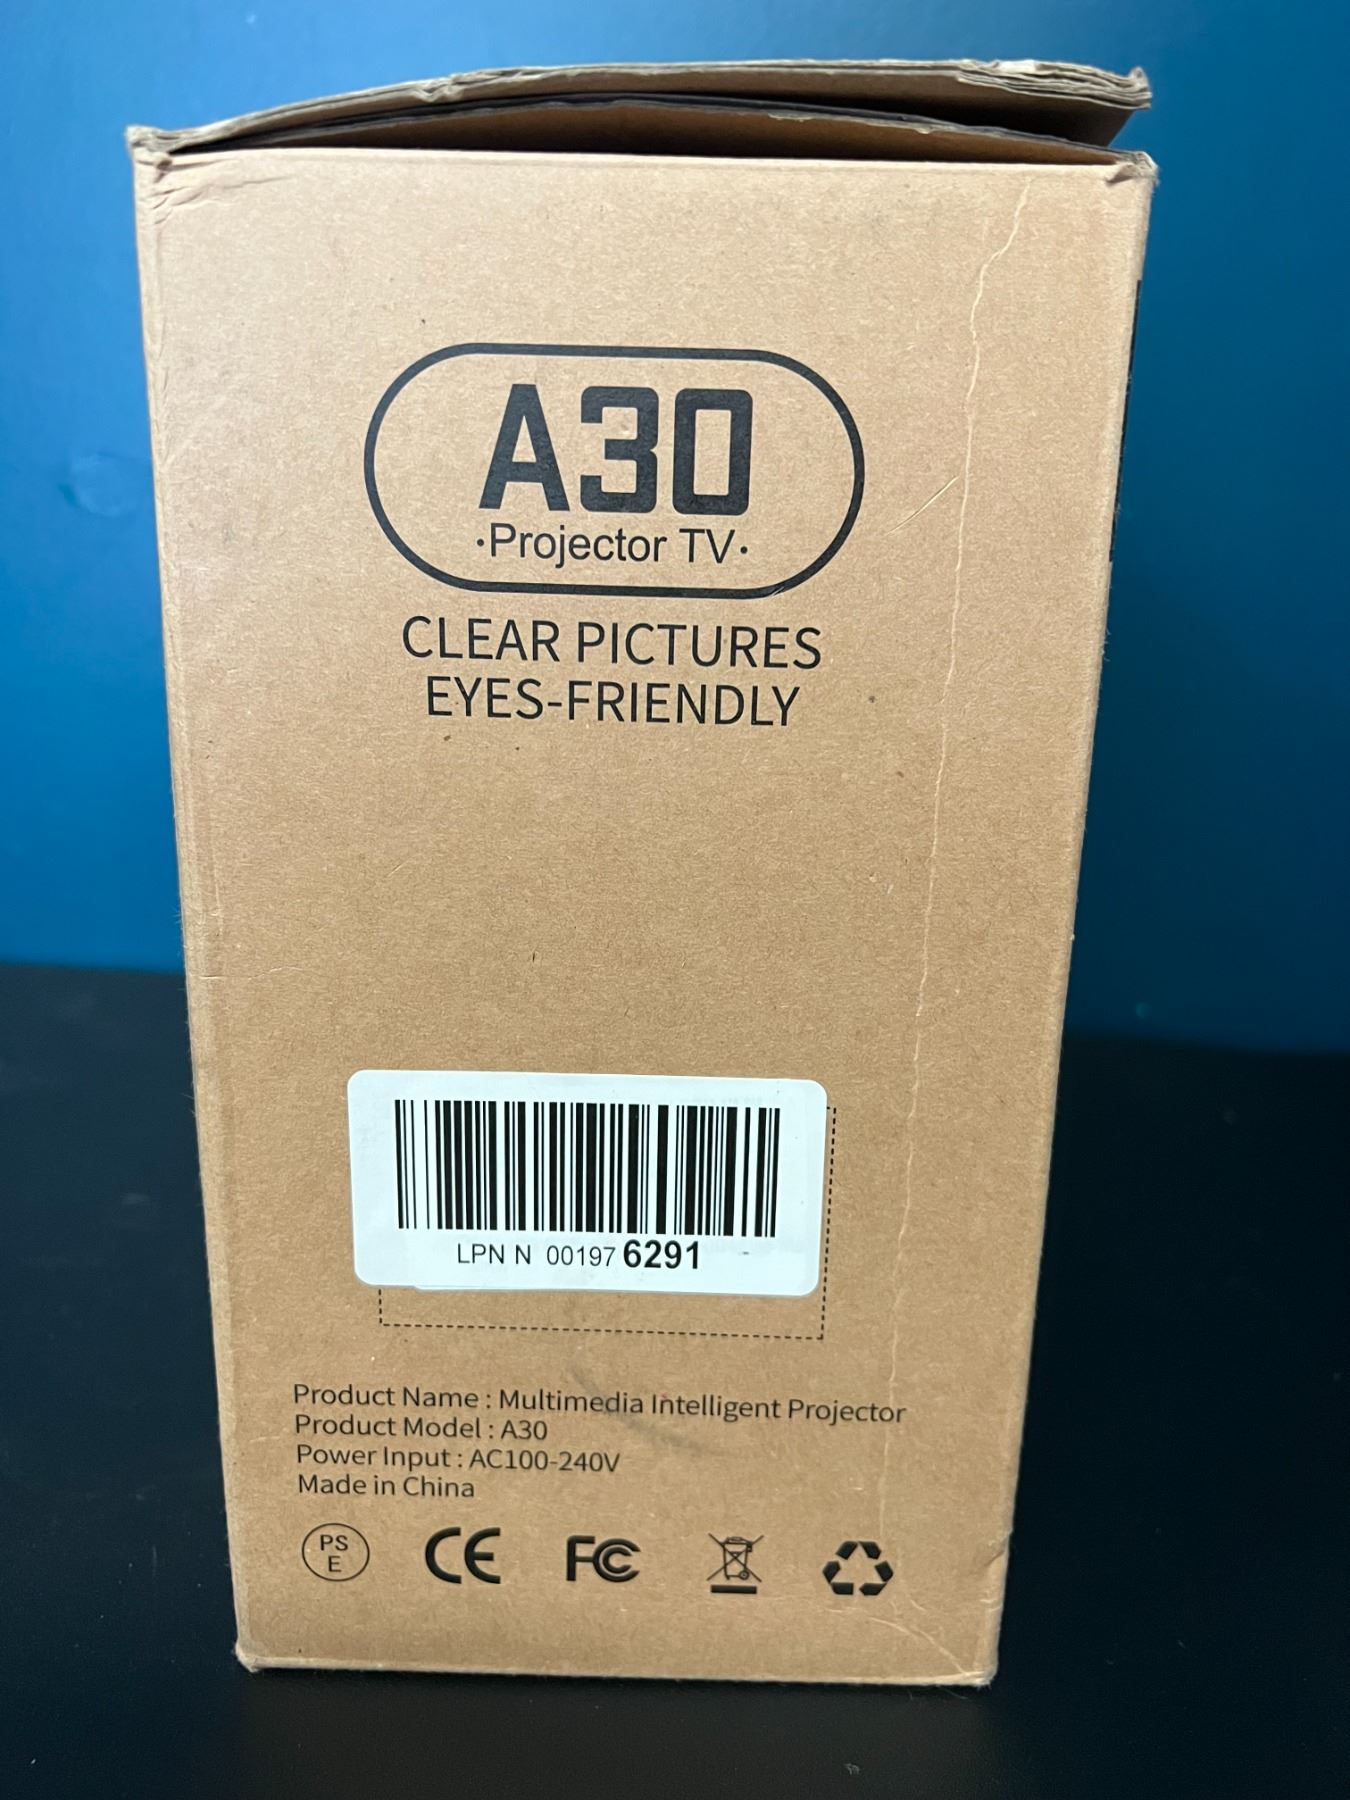 A30
·Projector TV·
CLEAR PICTURES
EYES-FRIENDLY
LPN N 00197 6291
Product Name : Multimedia Intelligent Projector
Product Model : A30
Power Input : AC100-240V
Made in China
PS
E
CE
FC